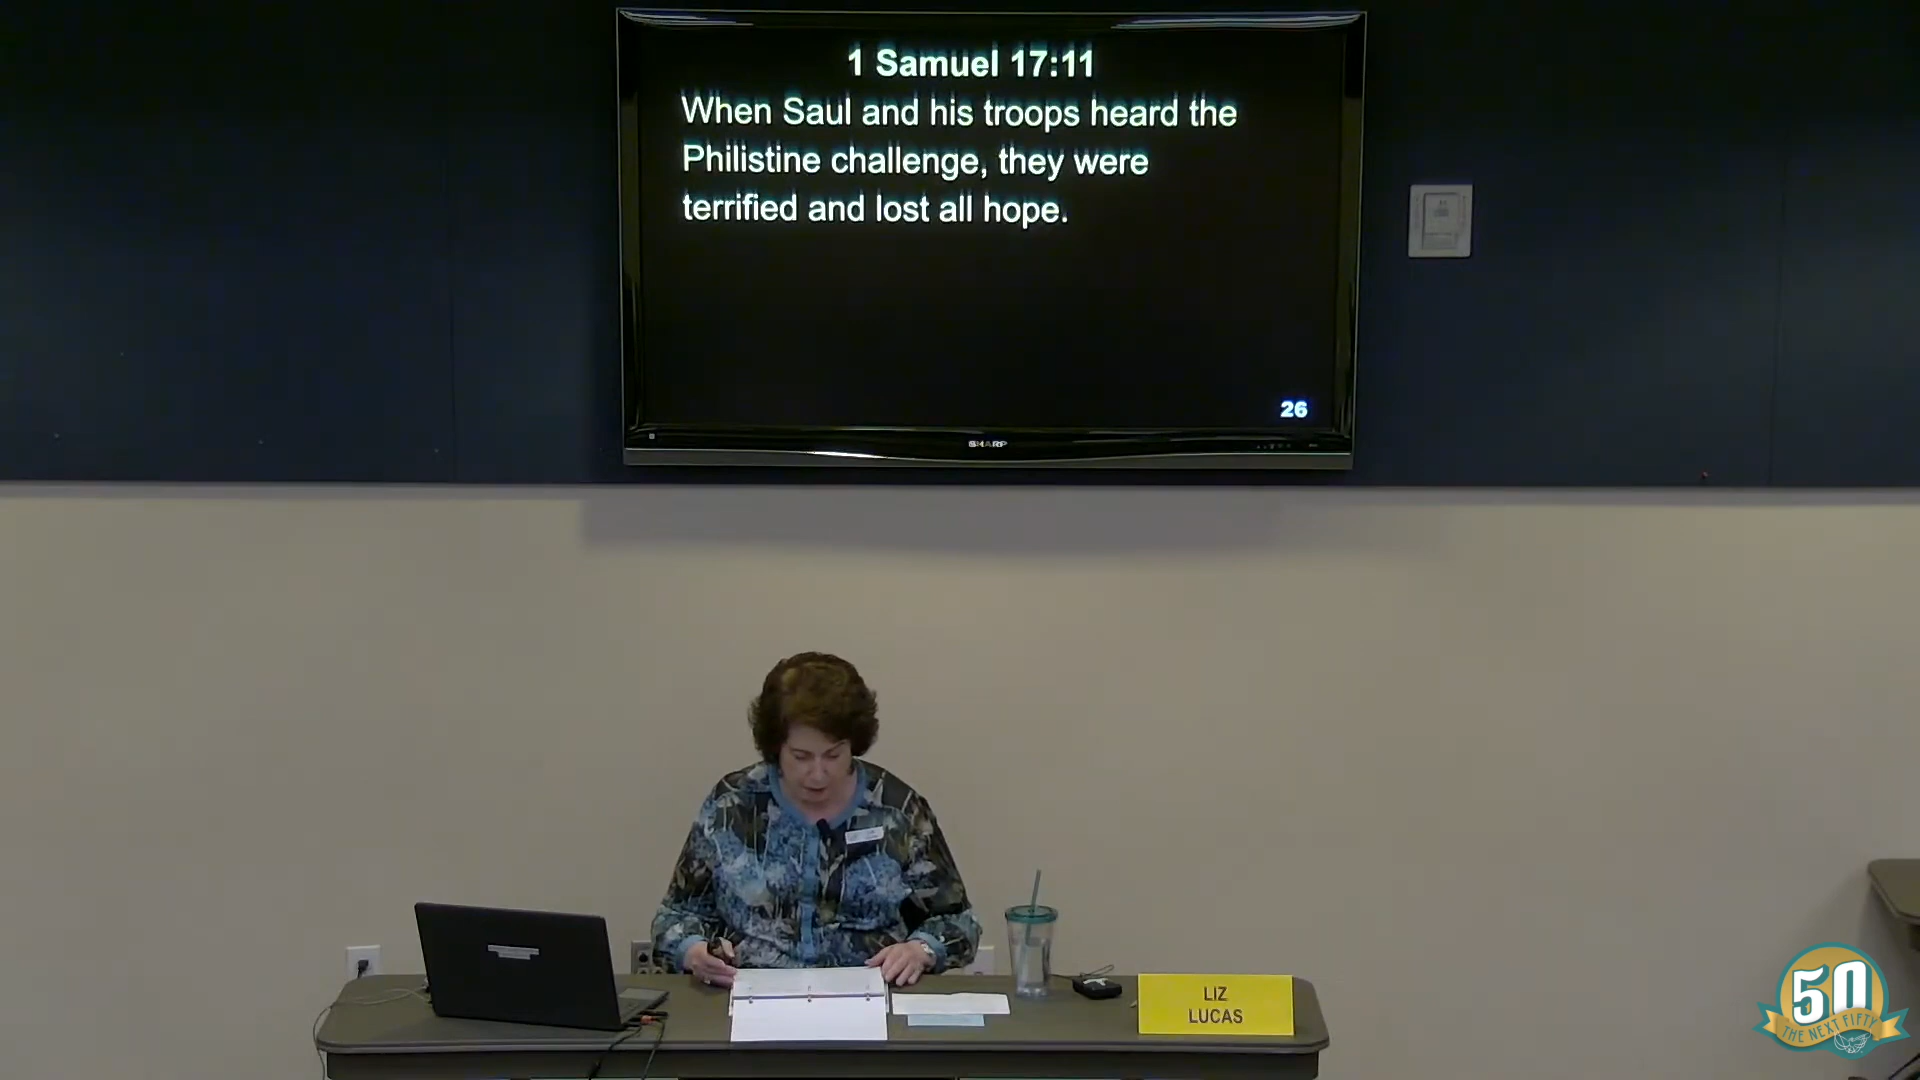 1 Samuel 17:11
When Saul and his troops heard the
Philistine challenge, they were
terrified and lost all hope.
26
SHARP
LIZ
LUCAS
50
THE NEXT FIFTY